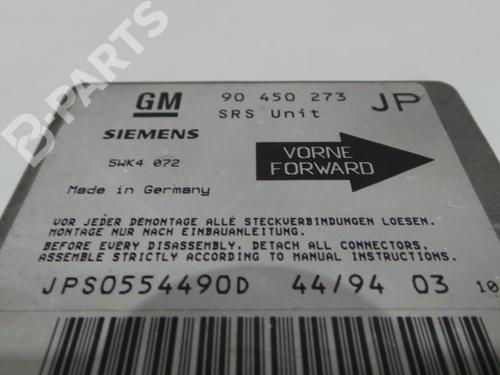 B-PARTS
GM 90 450 273 JP
SRS Unit
SIEMENS
5WK4 072
VORNE
FORWARD
Made in Germany
VOR JEDER DEMONTAGE ALLE STECKVERBINDUNGEN LOESEN.
MONTAGE NUR NACH EINBAUANLEITUNG.
BEFORE EVERY DISASSEMBLY, DETACH ALL CONNECTORS.
ASSEMBLE STRICTLY ACCORDING TO MANUAL INSTRUCTIONS
JPS0554490D 44/94 03 10